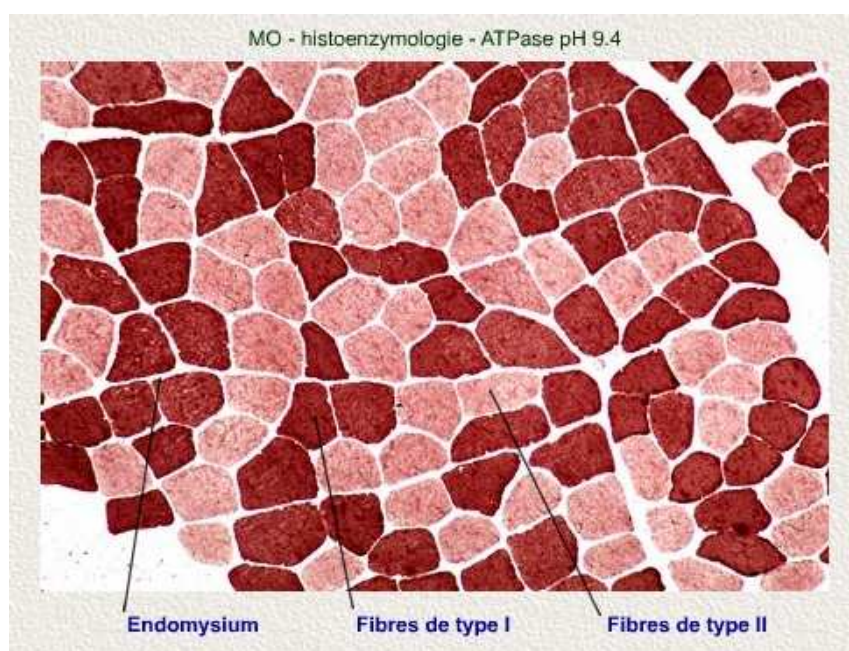 MO - histoenzymologie - ATPase pH 9.4
Endomysium
Fibres de type I
Fibres de type II